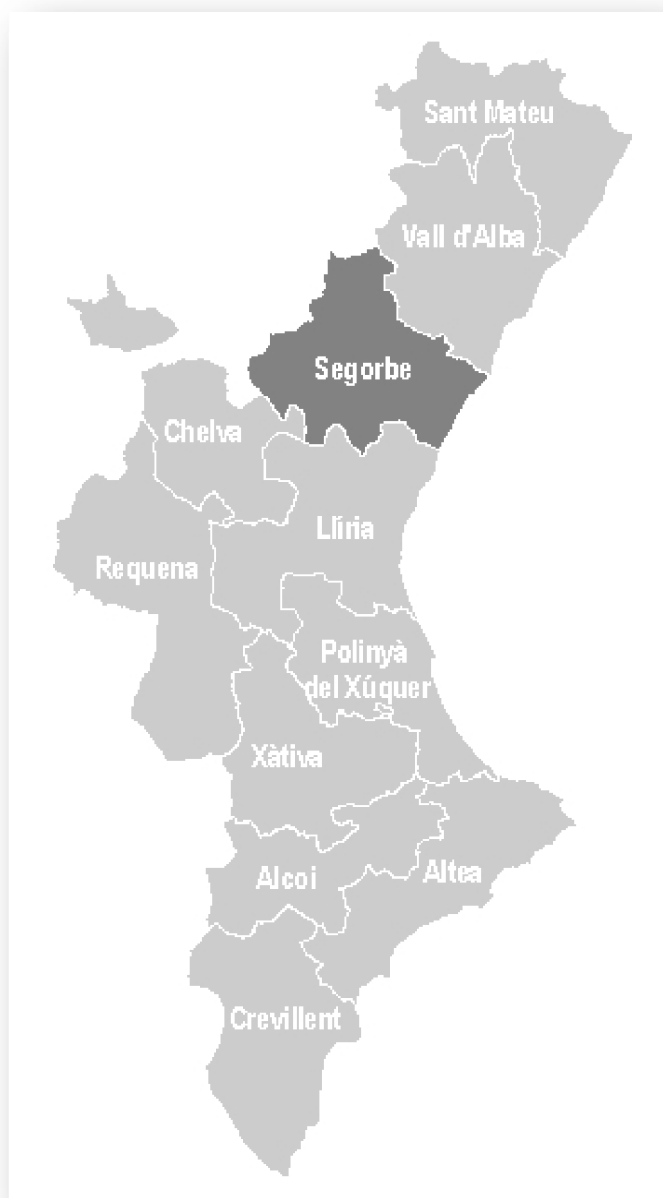 Sant Mateu
Vall d'Alba
Segorbe
Chelva
Llíria
Requena
Polinyà
del Xúquer
Xàtiva
Alcoi
Altea
Crevillent